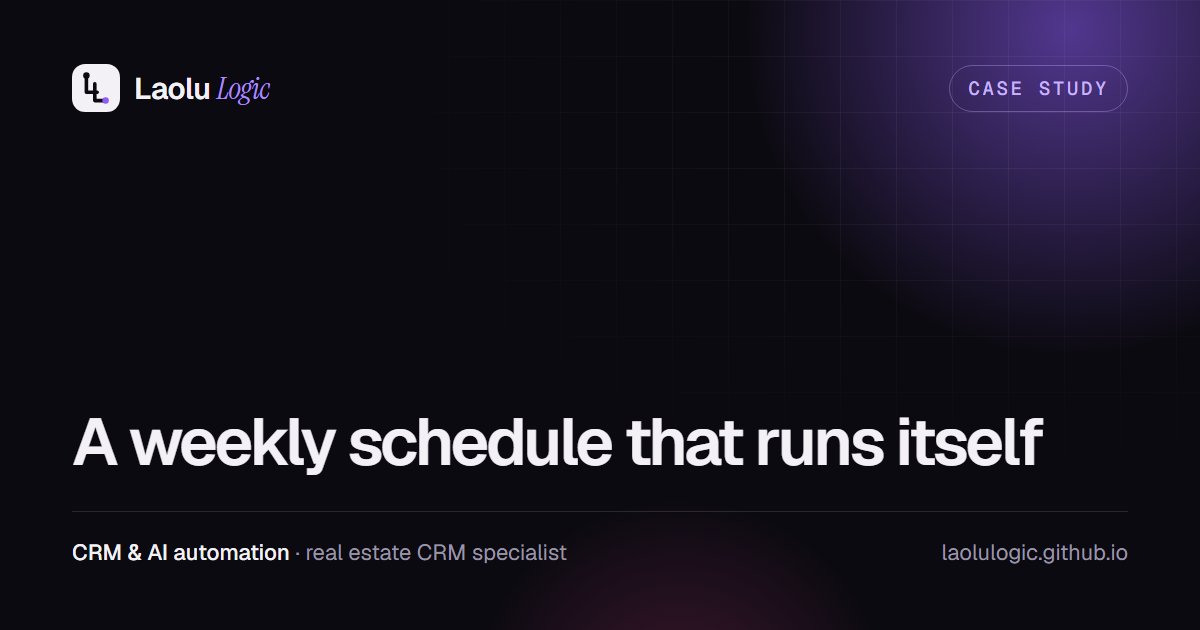 Laolu Logic
CASE STUDY
A weekly schedule that runs itself
CRM & AI automation · real estate CRM specialist
laolulogic.github.io